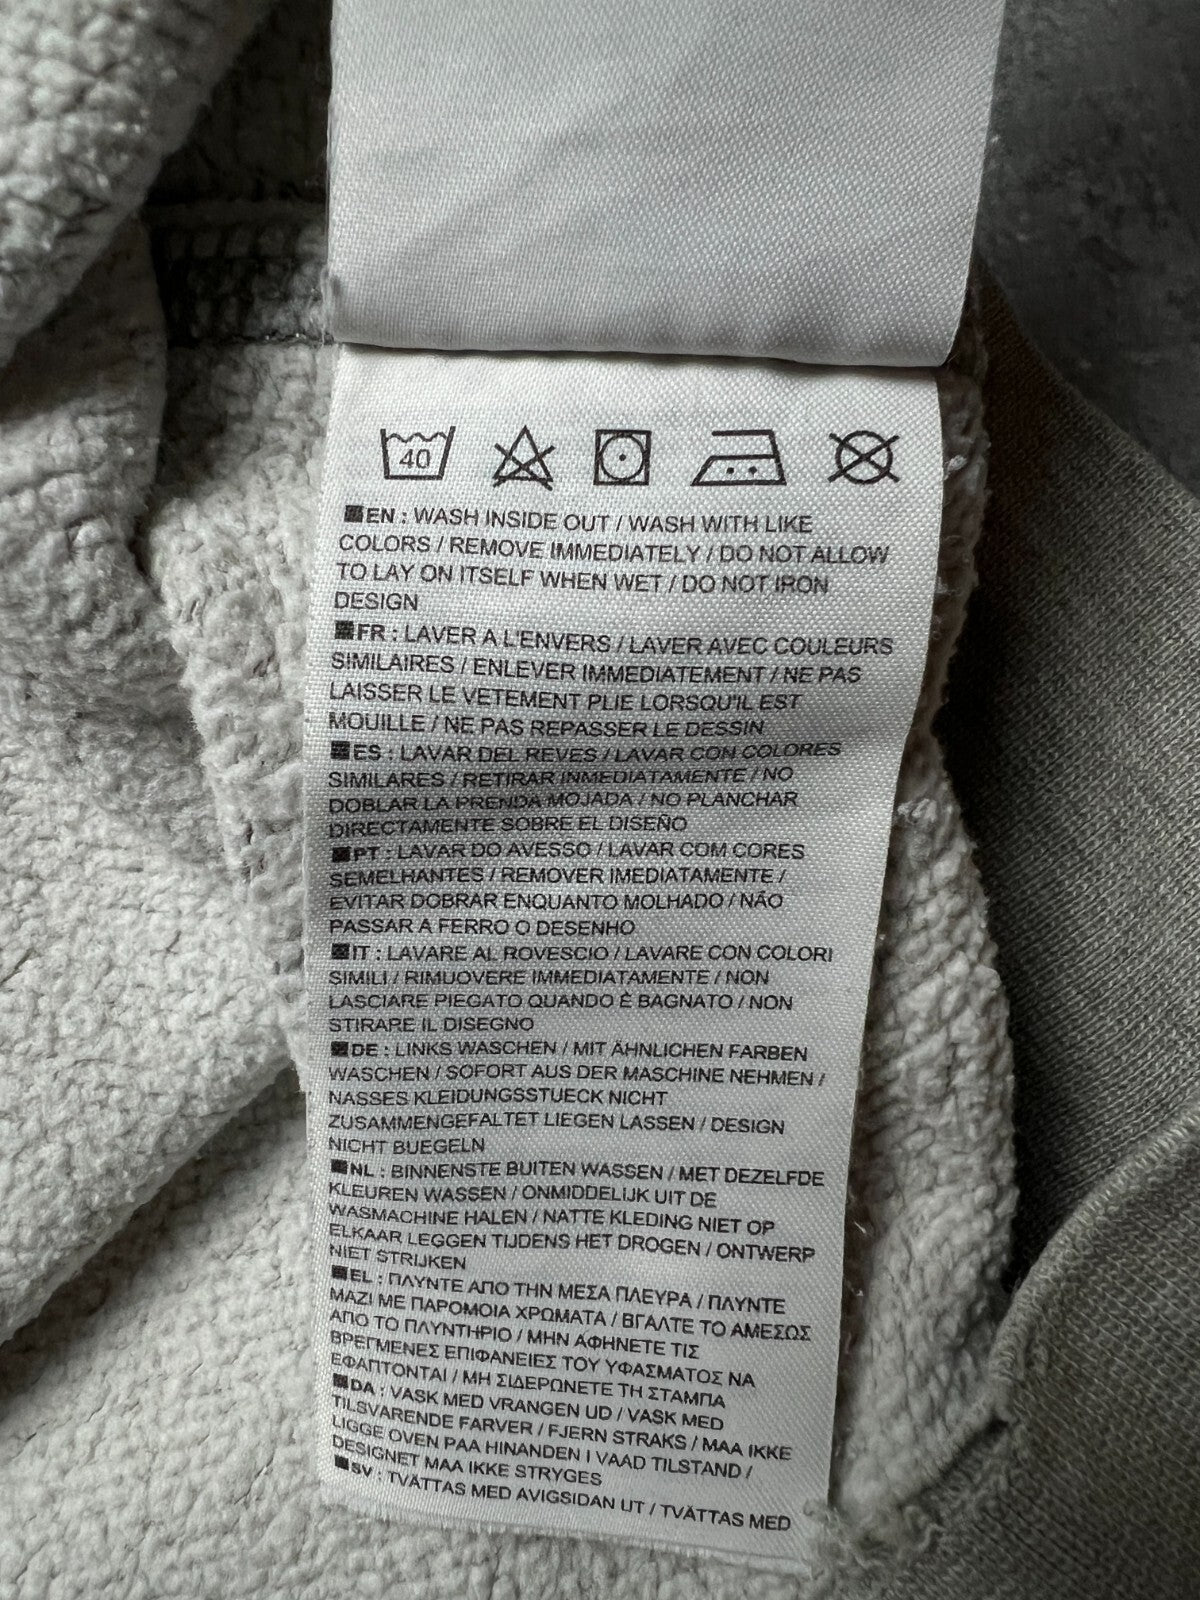 40
EN : WASH INSIDE OUT / WASH WITH LIKE
COLORS / REMOVE IMMEDIATELY / DO NOT ALLOW
TO LAY ON ITSELF WHEN WET / DO NOT IRON
DESIGN
FR : LAVER A L'ENVERS / LAVER AVEC COULEURS
SIMILAIRES / ENLEVER IMMEDIATEMENT / NE PAS
LAISSER LE VETEMENT PLIE LORSQU'IL EST
MOUILLE / NE PAS REPASSER LE DESSIN
ES : LAVAR DEL REVES / LAVAR CON COLORES
SIMILARES / RETIRAR INMEDIATAMENTE / NO
DOBLAR LA PRENDA MOJADA / NO PLANCHAR
DIRECTAMENTE SOBRE EL DISEÑO
PT : LAVAR DO AVESSO / LAVAR COM CORES
SEMELHANTES / REMOVER IMEDIATAMENTE /
EVITAR DOBRAR ENQUANTO MOLHADO / NÃO
PASSAR A FERRO O DESENHO
IT : LAVARE AL ROVESCIO / LAVARE CON COLORI
SIMILI / RIMUOVERE IMMEDIATAMENTE / NON
LASCIARE PIEGATO QUANDO È BAGNATO / NON
STIRARE IL DISEGNO
DE : LINKS WASCHEN / MIT ÄHNLICHEN FARBEN
WASCHEN / SOFORT AUS DER MASCHINE NEHMEN /
NASSES KLEIDUNGSSTUECK NICHT
ZUSAMMENGEFALTET LIEGEN LASSEN / DESIGN
NICHT BUEGELN
NL : BINNENSTE BUITEN WASSEN / MET DEZELFDE
KLEUREN WASSEN / ONMIDDELIJK UIT DE
WASMACHINE HALEN / NATTE KLEDING NIET OP
ELKAAR LEGGEN TIJDENS HET DROGEN / ONTWERP
NIET STRIJKEN
EL : ΠΛΥΝΤΕ ΑΠΟ ΤΗΝ ΜΕΣΑ ΠΛΕΥΡΑ / ΠΛΥΝΤΕ
ΜΑΖΙ ΜΕ ΠΑΡΟΜΟΙΑ ΧΡΩΜΑΤΑ / ΒΓΑΛΤΕ ΤΟ ΑΜΕΣΩΣ
ΑΠΟ ΤΟ ΠΛΥΝΤΗΡΙΟ / ΜΗΝ ΑΦΗΝΕΤΕ ΤΙΣ
ΒΡΕΓΜΕΝΕΣ ΕΠΙΦΑΝΕΙΕΣ ΤΟΥ ΥΦΑΣΜΑΤΟΣ ΝΑ
ΕΦΑΠΤΟΝΤΑΙ / ΜΗ ΣΙΔΕΡΩΝΕΤΕ ΤΗ ΣΤΑΜΠΑ
DA : VASK MED VRANGEN UD / VASK MED
TILSVARENDE FARVER / FJERN STRAKS / MAA IKKE
LIGGE OVEN PAA HINANDEN I VAAD TILSTAND /
DESIGNET MAA IKKE STRYGES
SV : TVÄTTAS MED AVIGSIDAN UT / TVÄTTAS MED